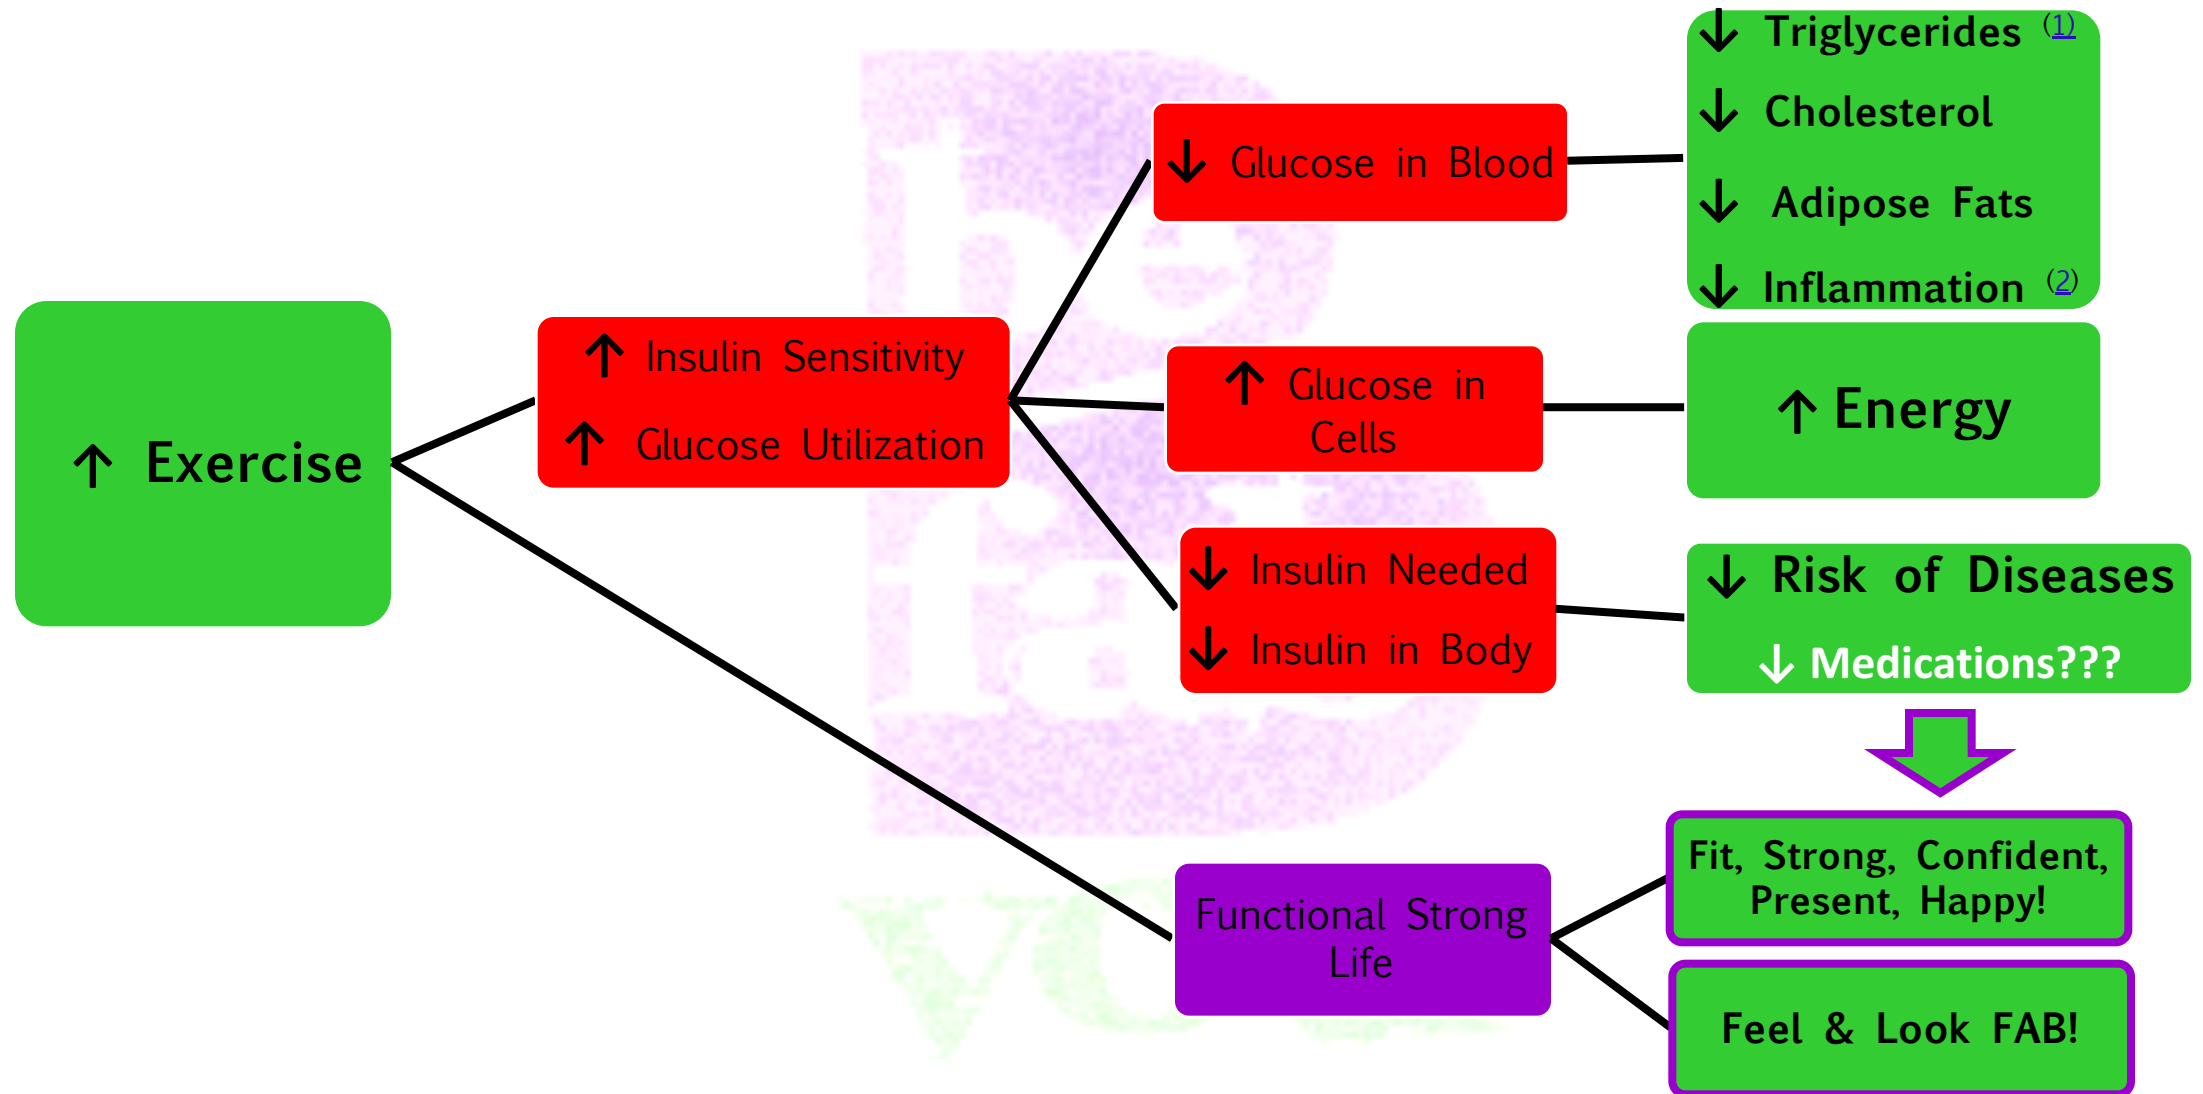 ↑ Exercise
↑ Insulin Sensitivity
↑ Glucose Utilization
↓ Glucose in Blood
↑ Glucose in
Cells
↓ Insulin Needed
↓ Insulin in Body
Functional Strong
Life
↓ Triglycerides (1)
↓ Cholesterol
↓ Adipose Fats
↓ Inflammation (2)
↑ Energy
↓ Risk of Diseases
↓ Medications???
Fit, Strong, Confident,
Present, Happy!
Feel & Look FAB!